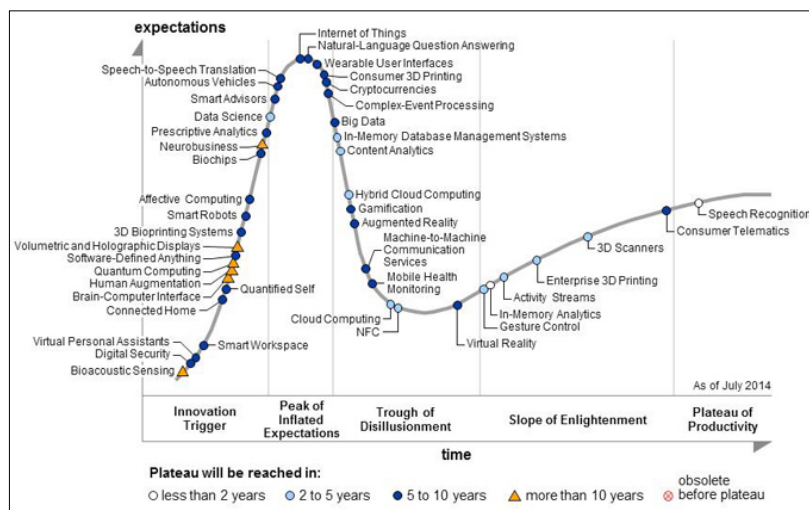 expectations
Internet of Things
Natural-Language Question Answering
Wearable User Interfaces
Speech-to-Speech Translation
Consumer 3D Printing
Autonomous Vehicles
Cryptocurrencies
Smart Advisors
Complex-Event Processing
Data Science
Big Data
Prescriptive Analytics
In-Memory Database Management Systems
Neurobusiness
Content Analytics
Biochips
Hybrid Cloud Computing
Affective Computing
Gamification
Smart Robots
Augmented Reality
Speech Recognition
3D Bioprinting Systems
Consumer Telematics
Machine-to-Machine
Communication
Services
Volumetric and Holographic Displays
3D Scanners
Software-Defined Anything
Quantum Computing
Mobile Health
Monitoring
Human Augmentation
Enterprise 3D Printing
Brain-Computer Interface
Quantified Self
Activity Streams
Connected Home
Cloud Computing
In-Memory Analytics
NFC
Gesture Control
Virtual Personal Assistants
Smart Workspace
Virtual Reality
Digital Security
Bioacoustic Sensing
As of July 2014
Innovation
Trigger
Peak of
Inflated
Expectations
Trough of
Disillusionment
Slope of Enlightenment
Plateau of
Productivity
time
Plateau will be reached in:
less than 2 years
2 to 5 years
5 to 10 years
more than 10 years
obsolete
before plateau